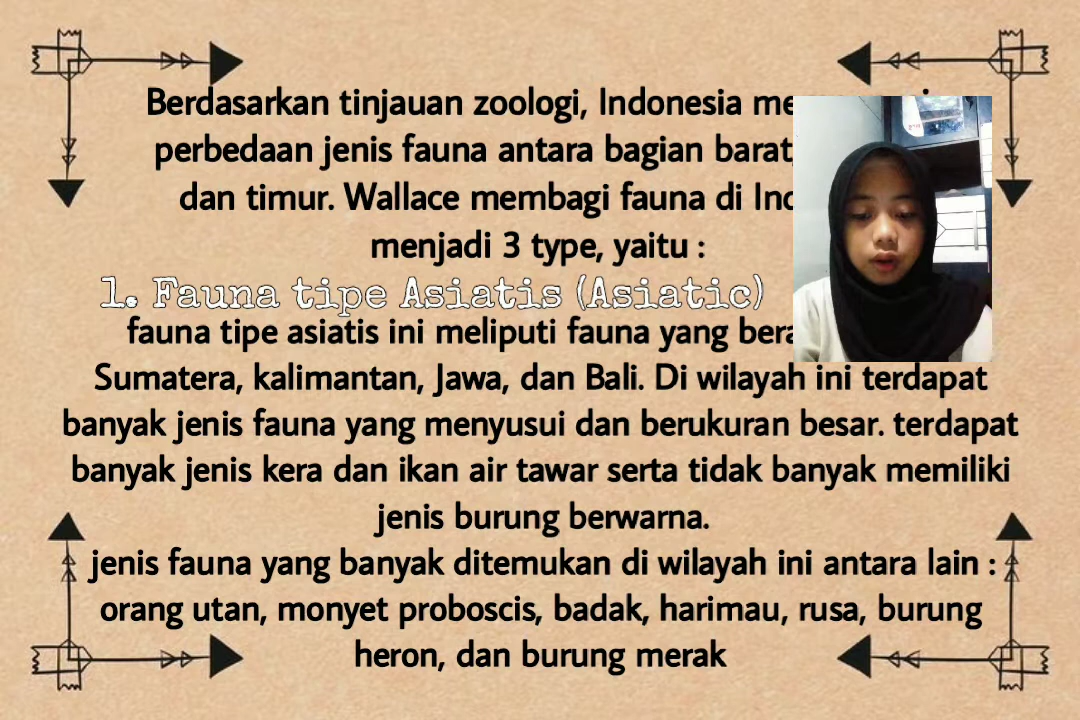 Berdasarkan tinjauan zoologi, Indonesia
perbedaan jenis fauna antara bagian barat,
dan timur. Wallace membagi fauna di
menjadi 3 type, yaitu :
1. Fauna tipe Asiatis (Asiatic)
fauna tipe asiatis ini meliputi fauna yang
Sumatera, kalimantan, Jawa, dan Bali. Di wilayah ini terdapat
banyak jenis fauna yang menyusui dan berukuran besar. terdapat
banyak jenis kera dan ikan air tawar serta tidak banyak memiliki
jenis burung berwarna.
jenis fauna yang banyak ditemukan di wilayah ini antara lain :
orang utan, monyet proboscis, badak, harimau, rusa, burung
heron, dan burung merak